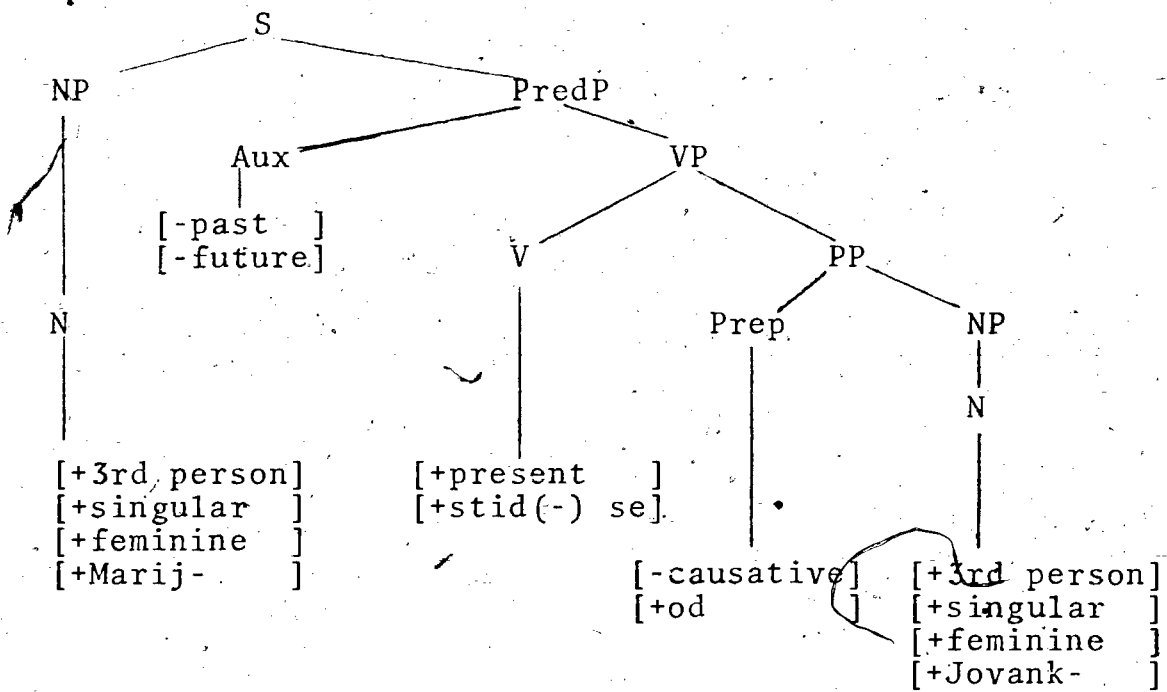 S
NP PredP
Aux VP
[-past ]
[-future]
V PP
N Prep NP
N
[+3rd person] [+present ]
[+singular ] [+stid(-) se]
[+feminine ]
[+Marij- ]
[-causative] [+3rd person]
[+od ] [+singular ]
[+feminine ]
[+Jovank- ]